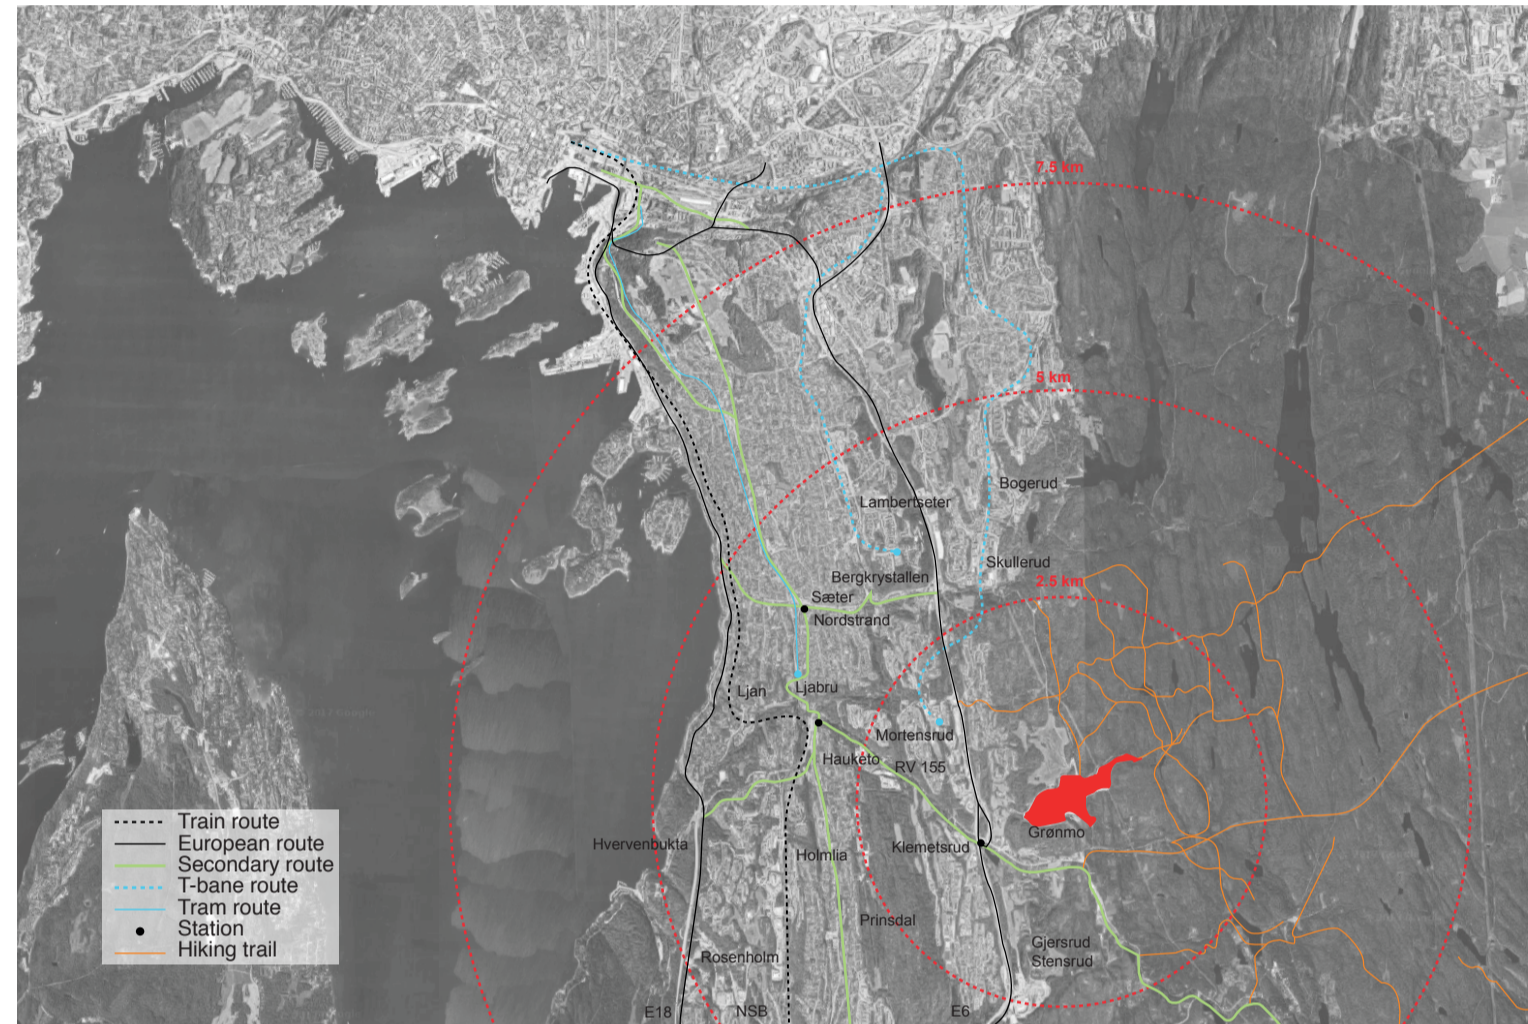 7.5 km
5 km
Bogerud
Lambertseter
Skullerud
2.5 km
Bergkrystallen
Sæter
Nordstrand
Ljan
Ljabru
Mortensrud
Hauketo
RV 155
Grønmo
Hvervenbukta
Holmlia
Klemetsrud
Prinsdal
Gjersrud
Stensrud
Rosenholm
E18
NSB
E6
Train route
European route
Secondary route
T-bane route
Tram route
Station
Hiking trail